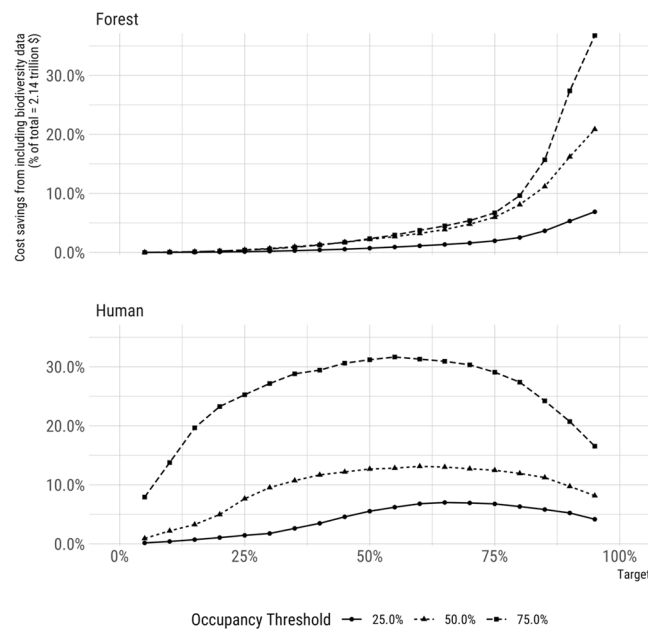 Forest
Cost savings from including biodiversity data
(% of total = 2.14 trillion $)
30.0%
20.0%
10.0%
0.0%
Human
30.0%
20.0%
10.0%
0.0%
0% 25% 50% 75% 100%
Target
Occupancy Threshold 25.0% 50.0% 75.0%